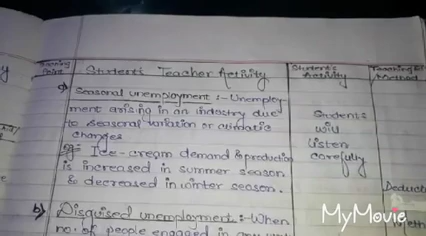 Teaching Point
Student Teacher Activity
Student's Activity
Teaching
Method
a) Seasonal unemployment :- Unemploy-
ment arising in an industry due
to seasonal variation or climatic
changes
eg:- Ice-cream demand & production
is increased in summer season
& decreased in winter season.
Students
will
listen
carefully
b) Disguised unemployment :- When
no. of people engaged in any
MyMovie